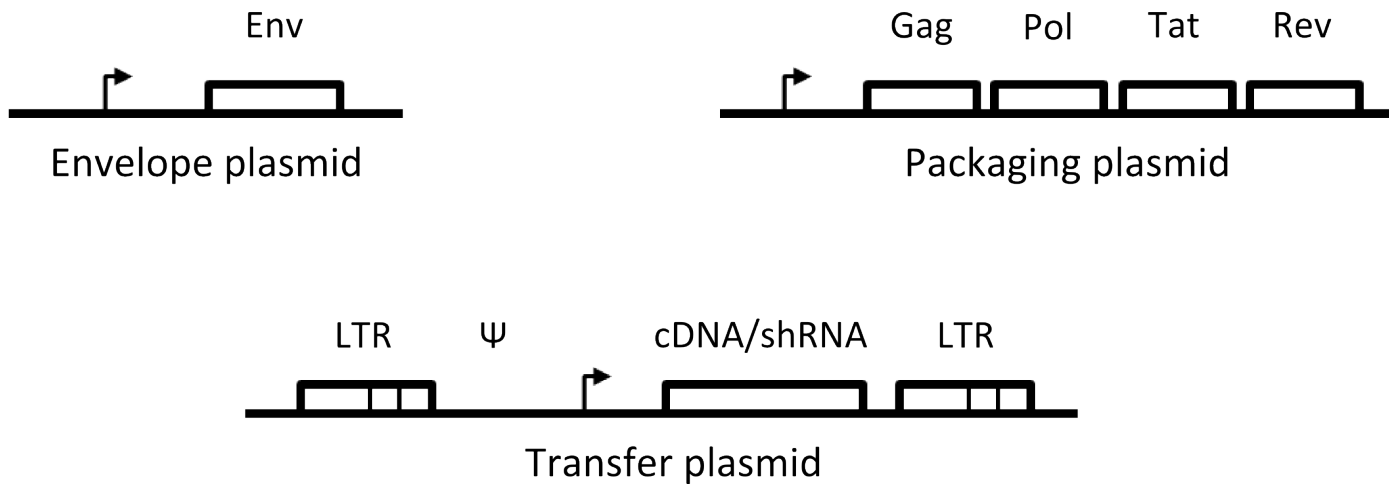 Env
Gag Pol Tat Rev
Envelope plasmid
Packaging plasmid
LTR Ψ cDNA/shRNA LTR
Transfer plasmid